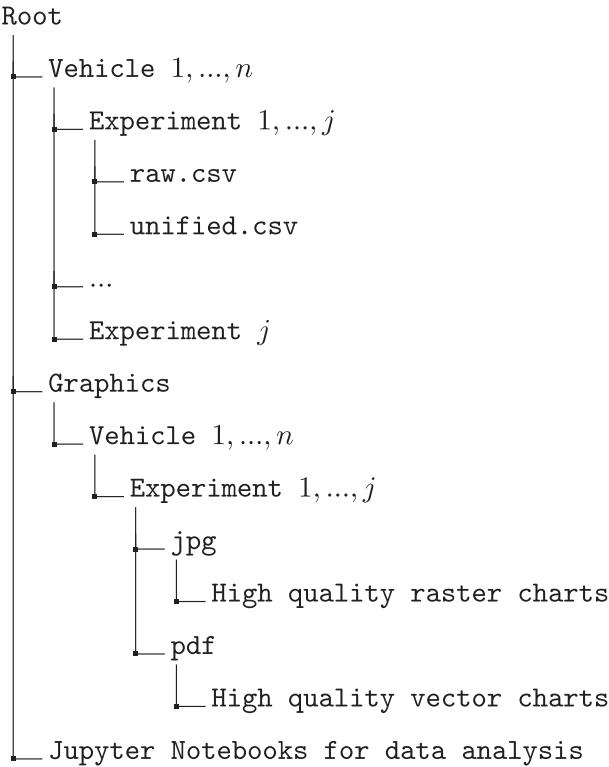 Root
Vehicle 1, ..., n
Experiment 1, ..., j
raw.csv
unified.csv
...
Experiment j
Graphics
Vehicle 1, ..., n
Experiment 1, ..., j
jpg
High quality raster charts
pdf
High quality vector charts
Jupyter Notebooks for data analysis